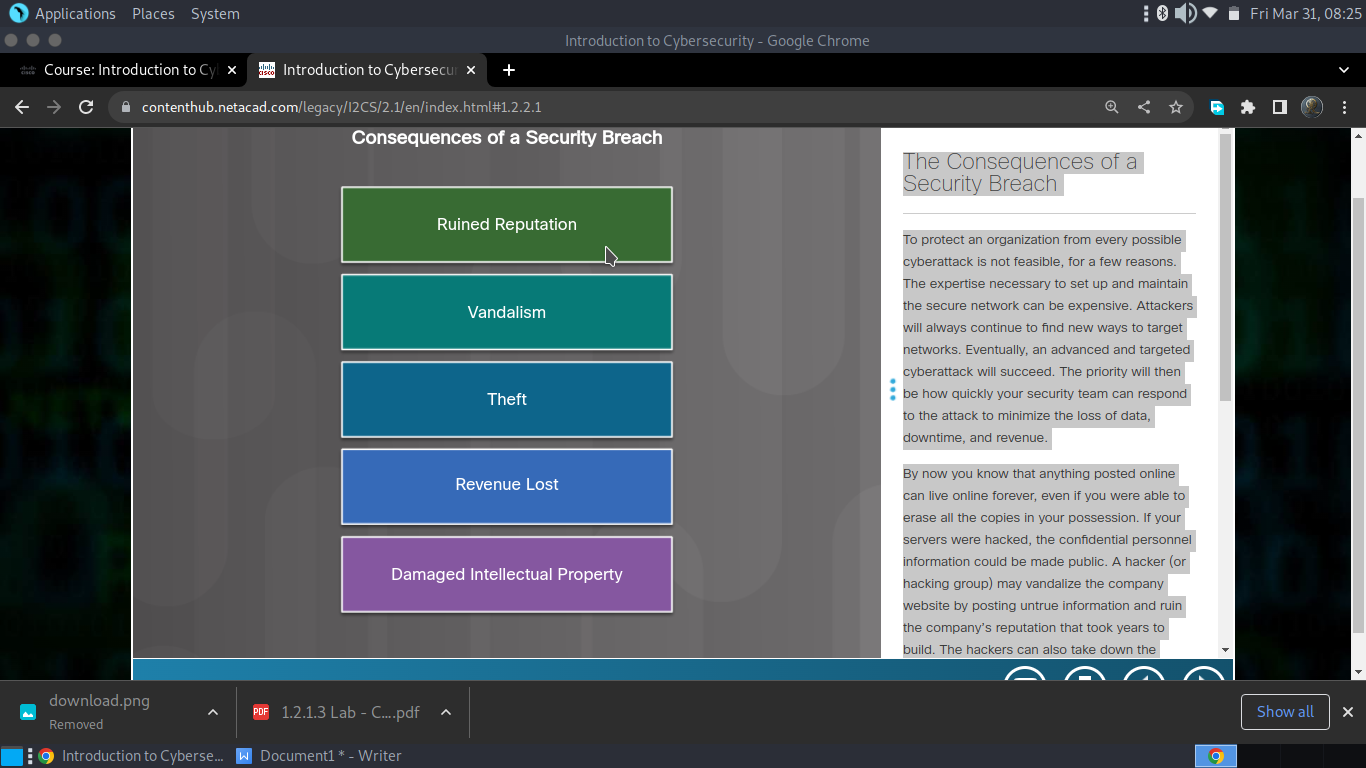 Applications Places System Fri Mar 31, 08:25
Introduction to Cybersecurity - Google Chrome
Course: Introduction to Cy Introduction to Cybersecur
contenthub.netacad.com/legacy/I2CS/2.1/en/index.html#1.2.2.1
Consequences of a Security Breach
Ruined Reputation
Vandalism
Theft
Revenue Lost
Damaged Intellectual Property
The Consequences of a
Security Breach
To protect an organization from every possible
cyberattack is not feasible, for a few reasons.
The expertise necessary to set up and maintain
the secure network can be expensive. Attackers
will always continue to find new ways to target
networks. Eventually, an advanced and targeted
cyberattack will succeed. The priority will then
be how quickly your security team can respond
to the attack to minimize the loss of data,
downtime, and revenue.
By now you know that anything posted online
can live online forever, even if you were able to
erase all the copies in your possession. If your
servers were hacked, the confidential personnel
information could be made public. A hacker (or
hacking group) may vandalize the company
website by posting untrue information and ruin
the company's reputation that took years to
build. The hackers can also take down the
download.png
Removed
PDF 1.2.1.3 Lab - C....pdf
Show all
Introduction to Cyberse... W Document1 * - Writer